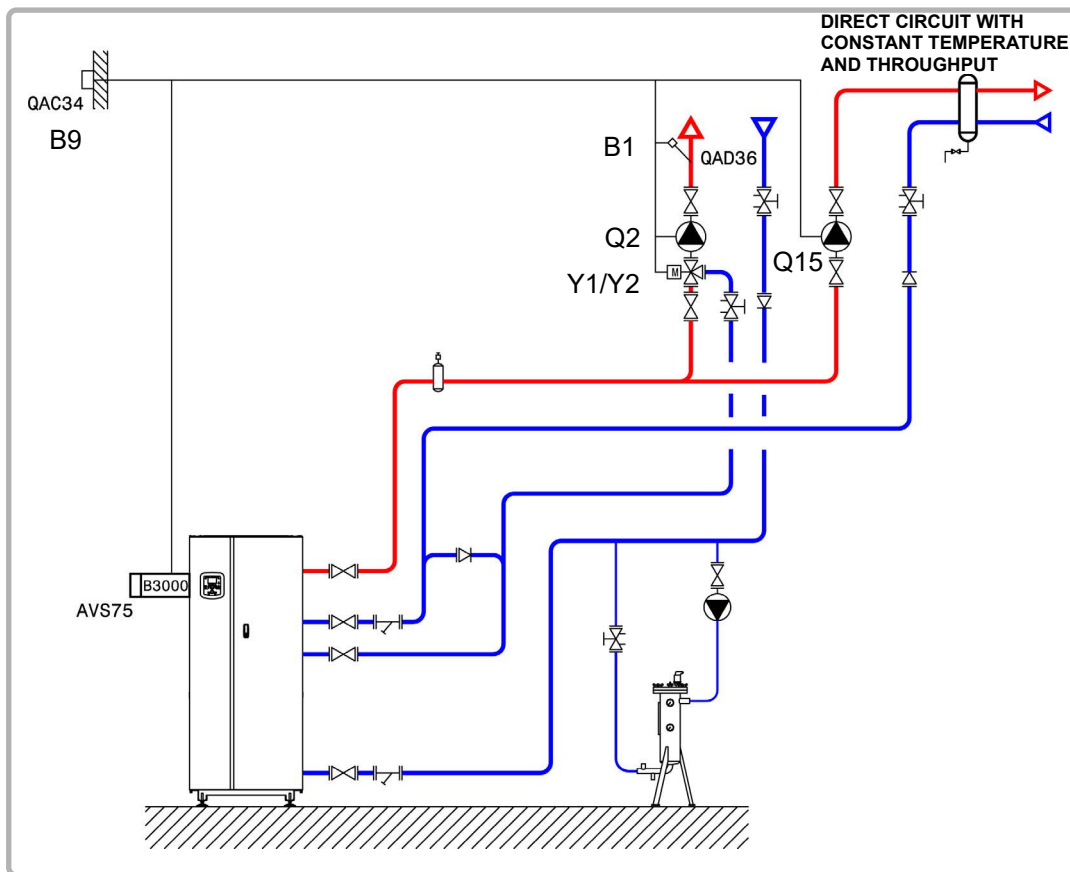 DIRECT CIRCUIT WITH
CONSTANT TEMPERATURE
AND THROUGHPUT
QAC34
B9
B1
QAD36
Q2
Q15
Y1/Y2
M
B3000
AVS75